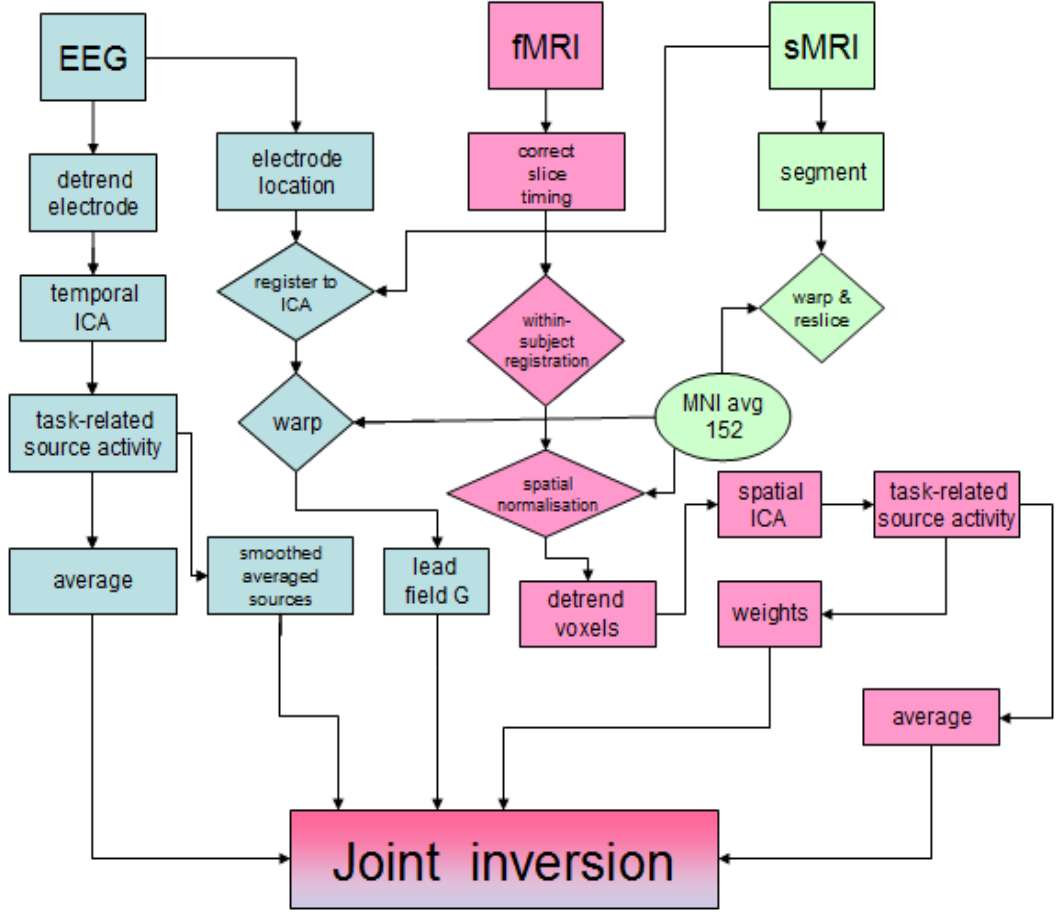 EEG
fMRI
sMRI
detrend
electrode
electrode
location
correct
slice
timing
segment
temporal
ICA
register to
ICA
within-
subject
registration
warp &
reslice
task-related
source activity
warp
MNI avg
152
spatial
normalisation
spatial
ICA
task-related
source activity
average
smoothed
averaged
sources
lead
field G
detrend
voxels
weights
average
Joint inversion